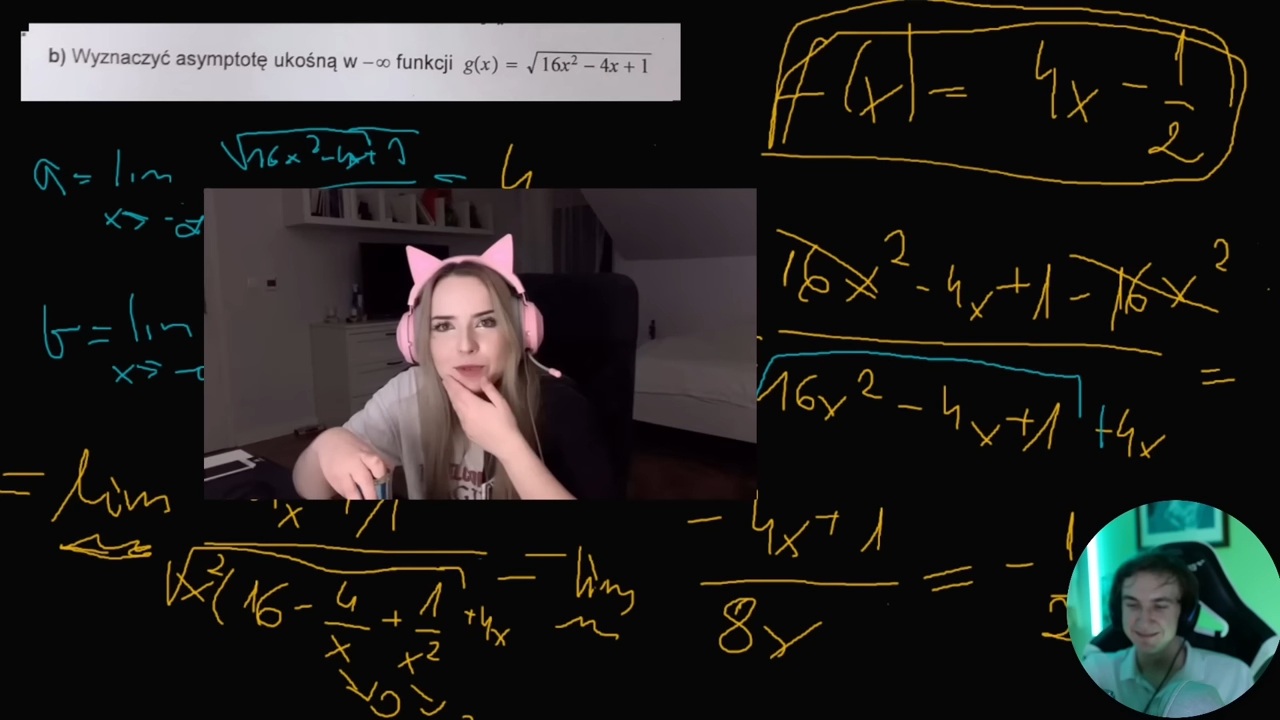 b) Wyznaczyć asymptotę ukośną w −∞ funkcji g(x) = √(16x² − 4x + 1)
f(x) = 4x − 1/2
a = lim √(16x² − 4x + 1) = 4
x → −∞
16x² − 4x + 1 − 16x²
b = lim
x → −
16x² − 4x + 1 + 4x =
= lim
− 4x + 1
√x²(16 − 4/x + 1/x² + 4x = lim
8x
= − 1/2
→ 0